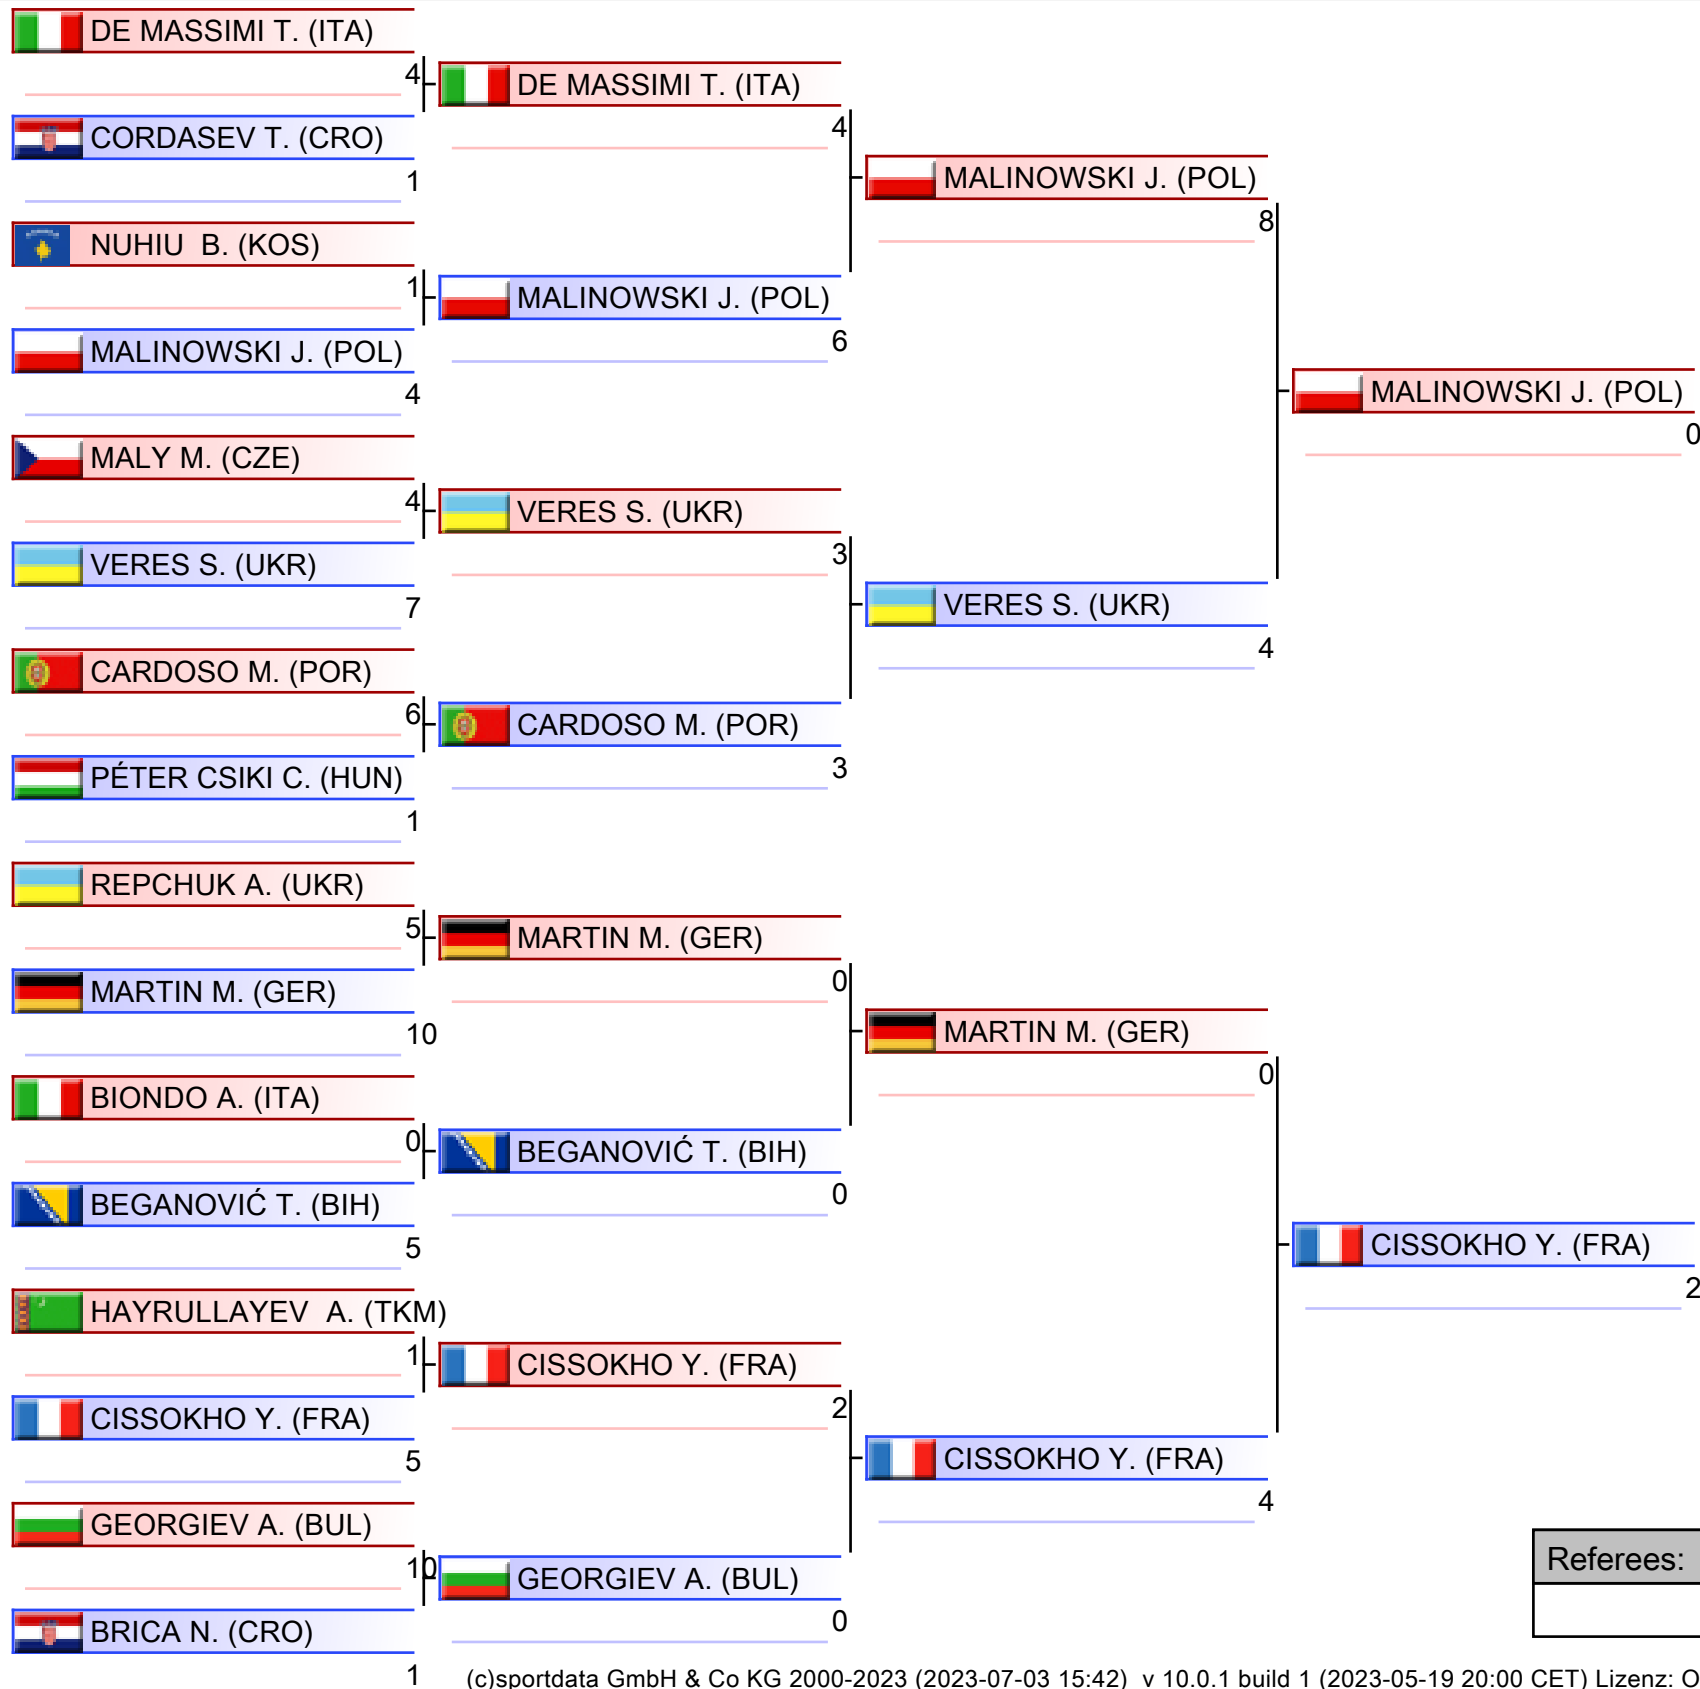 DE MASSIMI T. (ITA)
4
CORDASEV T. (CRO)
1
NUHIU  B. (KOS)
1
MALINOWSKI J. (POL)
4
MALY M. (CZE)
4
VERES S. (UKR)
7
CARDOSO M. (POR)
6
PÉTER CSIKI C. (HUN)
1
REPCHUK A. (UKR)
5
MARTIN M. (GER)
10
BIONDO A. (ITA)
0
BEGANOVIĆ T. (BIH)
5
HAYRULLAYEV  A. (TKM)
1
CISSOKHO Y. (FRA)
5
GEORGIEV A. (BUL)
10
BRICA N. (CRO)
1
DE MASSIMI T. (ITA)
4
MALINOWSKI J. (POL)
6
VERES S. (UKR)
3
CARDOSO M. (POR)
3
MARTIN M. (GER)
0
BEGANOVIĆ T. (BIH)
0
CISSOKHO Y. (FRA)
2
GEORGIEV A. (BUL)
0
MALINOWSKI J. (POL)
8
VERES S. (UKR)
4
MARTIN M. (GER)
0
CISSOKHO Y. (FRA)
4
MALINOWSKI J. (POL)
0
CISSOKHO Y. (FRA)
2
Referees:
(c)sportdata GmbH & Co KG 2000-2023 (2023-07-03 15:42)  v 10.0.1 build 1 (2023-05-19 20:00 CET) Lizenz: O